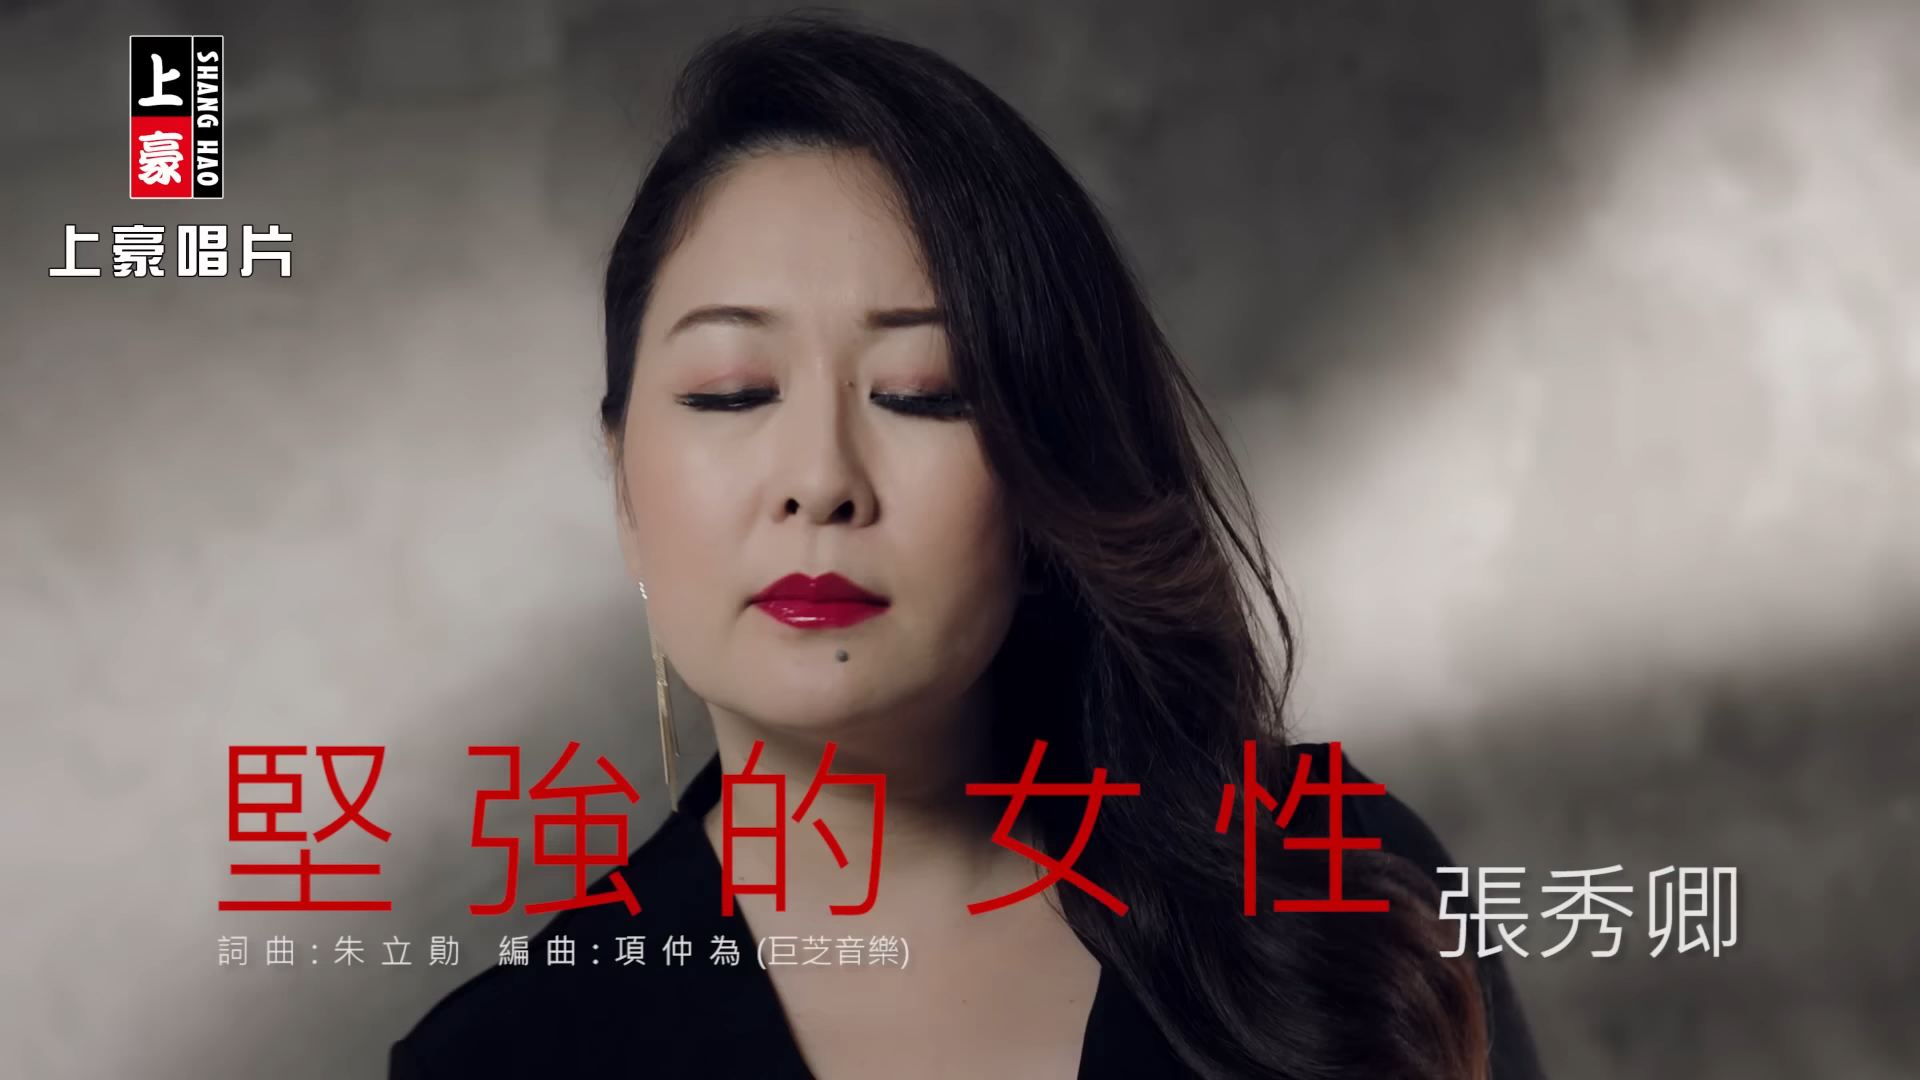 上豪
SHANG HAO
上豪唱片
堅強的女性
張秀卿
詞曲:朱立勛 編曲:項仲為(巨芝音樂)